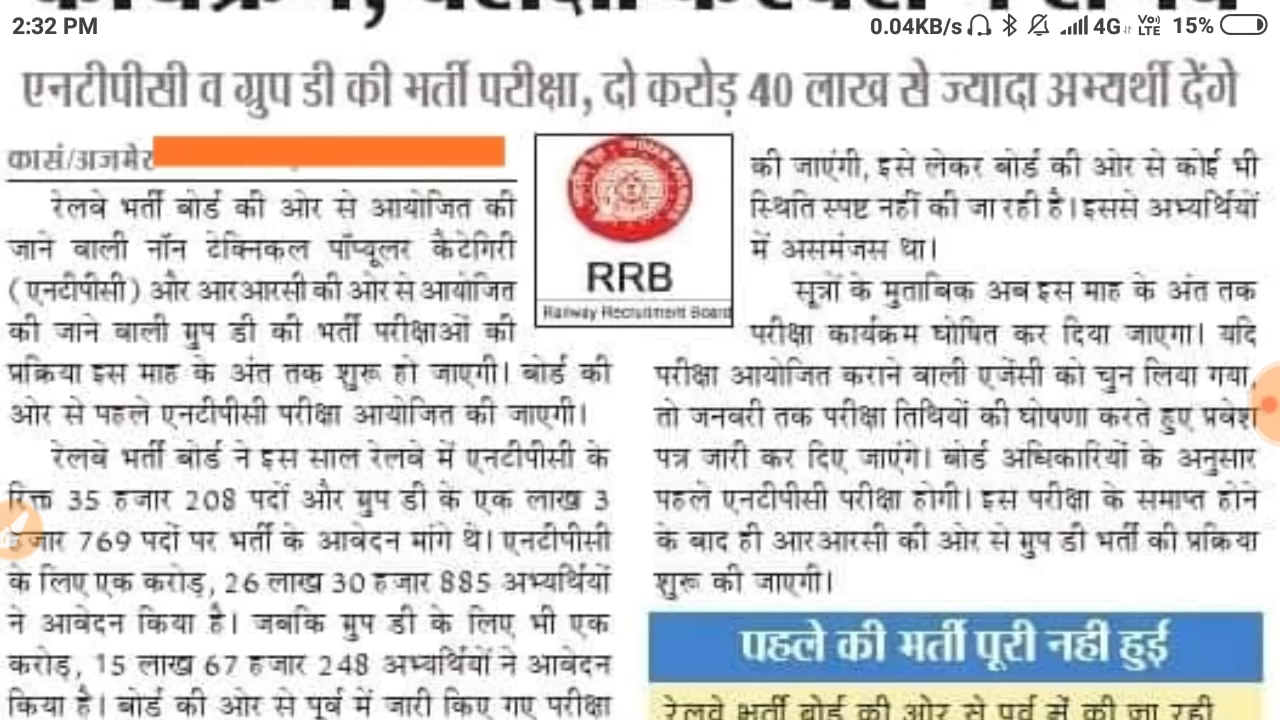 2:32 PM
0.04KB/s 4G Vo) LTE 15%
एनटीपीसी व ग्रुप डी की भर्ती परीक्षा, दो करोड़ 40 लाख से ज्यादा अभ्यर्थी देंगे
कासं/अजमेर
रेलवे भर्ती बोर्ड की ओर से आयोजित की
जाने वाली नॉन टेक्निकल पॉप्यूलर कैटेगिरी
(एनटीपीसी) और आरआरसी की ओर से आयोजित
की जाने वाली ग्रुप डी की भर्ती परीक्षाओं की
प्रक्रिया इस माह के अंत तक शुरू हो जाएगी। बोर्ड की
ओर से पहले एनटीपीसी परीक्षा आयोजित की जाएगी।
रेलवे भर्ती बोर्ड ने इस साल रेलवे में एनटीपीसी के
रिक्त 35 हजार 208 पदों और ग्रुप डी के एक लाख 3
हजार 769 पदों पर भर्ती के आवेदन मांगे थे। एनटीपीसी
के लिए एक करोड़, 26 लाख 30 हजार 885 अभ्यर्थियों
ने आवेदन किया है। जबकि ग्रुप डी के लिए भी एक
करोड़, 15 लाख 67 हजार 248 अभ्यर्थियों ने आवेदन
किया है। बोर्ड की ओर से पूर्व में जारी किए गए परीक्षा
RRB
Railway Recruitment Board
की जाएंगी, इसे लेकर बोर्ड की ओर से कोई भी
स्थिति स्पष्ट नहीं की जा रही है। इससे अभ्यर्थियों
में असमंजस था।
सूत्रों के मुताबिक अब इस माह के अंत तक
परीक्षा कार्यक्रम घोषित कर दिया जाएगा। यदि
परीक्षा आयोजित कराने वाली एजेंसी को चुन लिया गया,
तो जनवरी तक परीक्षा तिथियों की घोषणा करते हुए प्रवेश
पत्र जारी कर दिए जाएंगे। बोर्ड अधिकारियों के अनुसार
पहले एनटीपीसी परीक्षा होगी। इस परीक्षा के समाप्त होने
के बाद ही आरआरसी की ओर से ग्रुप डी भर्ती की प्रक्रिया
शुरू की जाएगी।
पहले की भर्ती पूरी नही हुई
रेलवे भर्ती बोर्ड की ओर से पूर्व में की जा रही